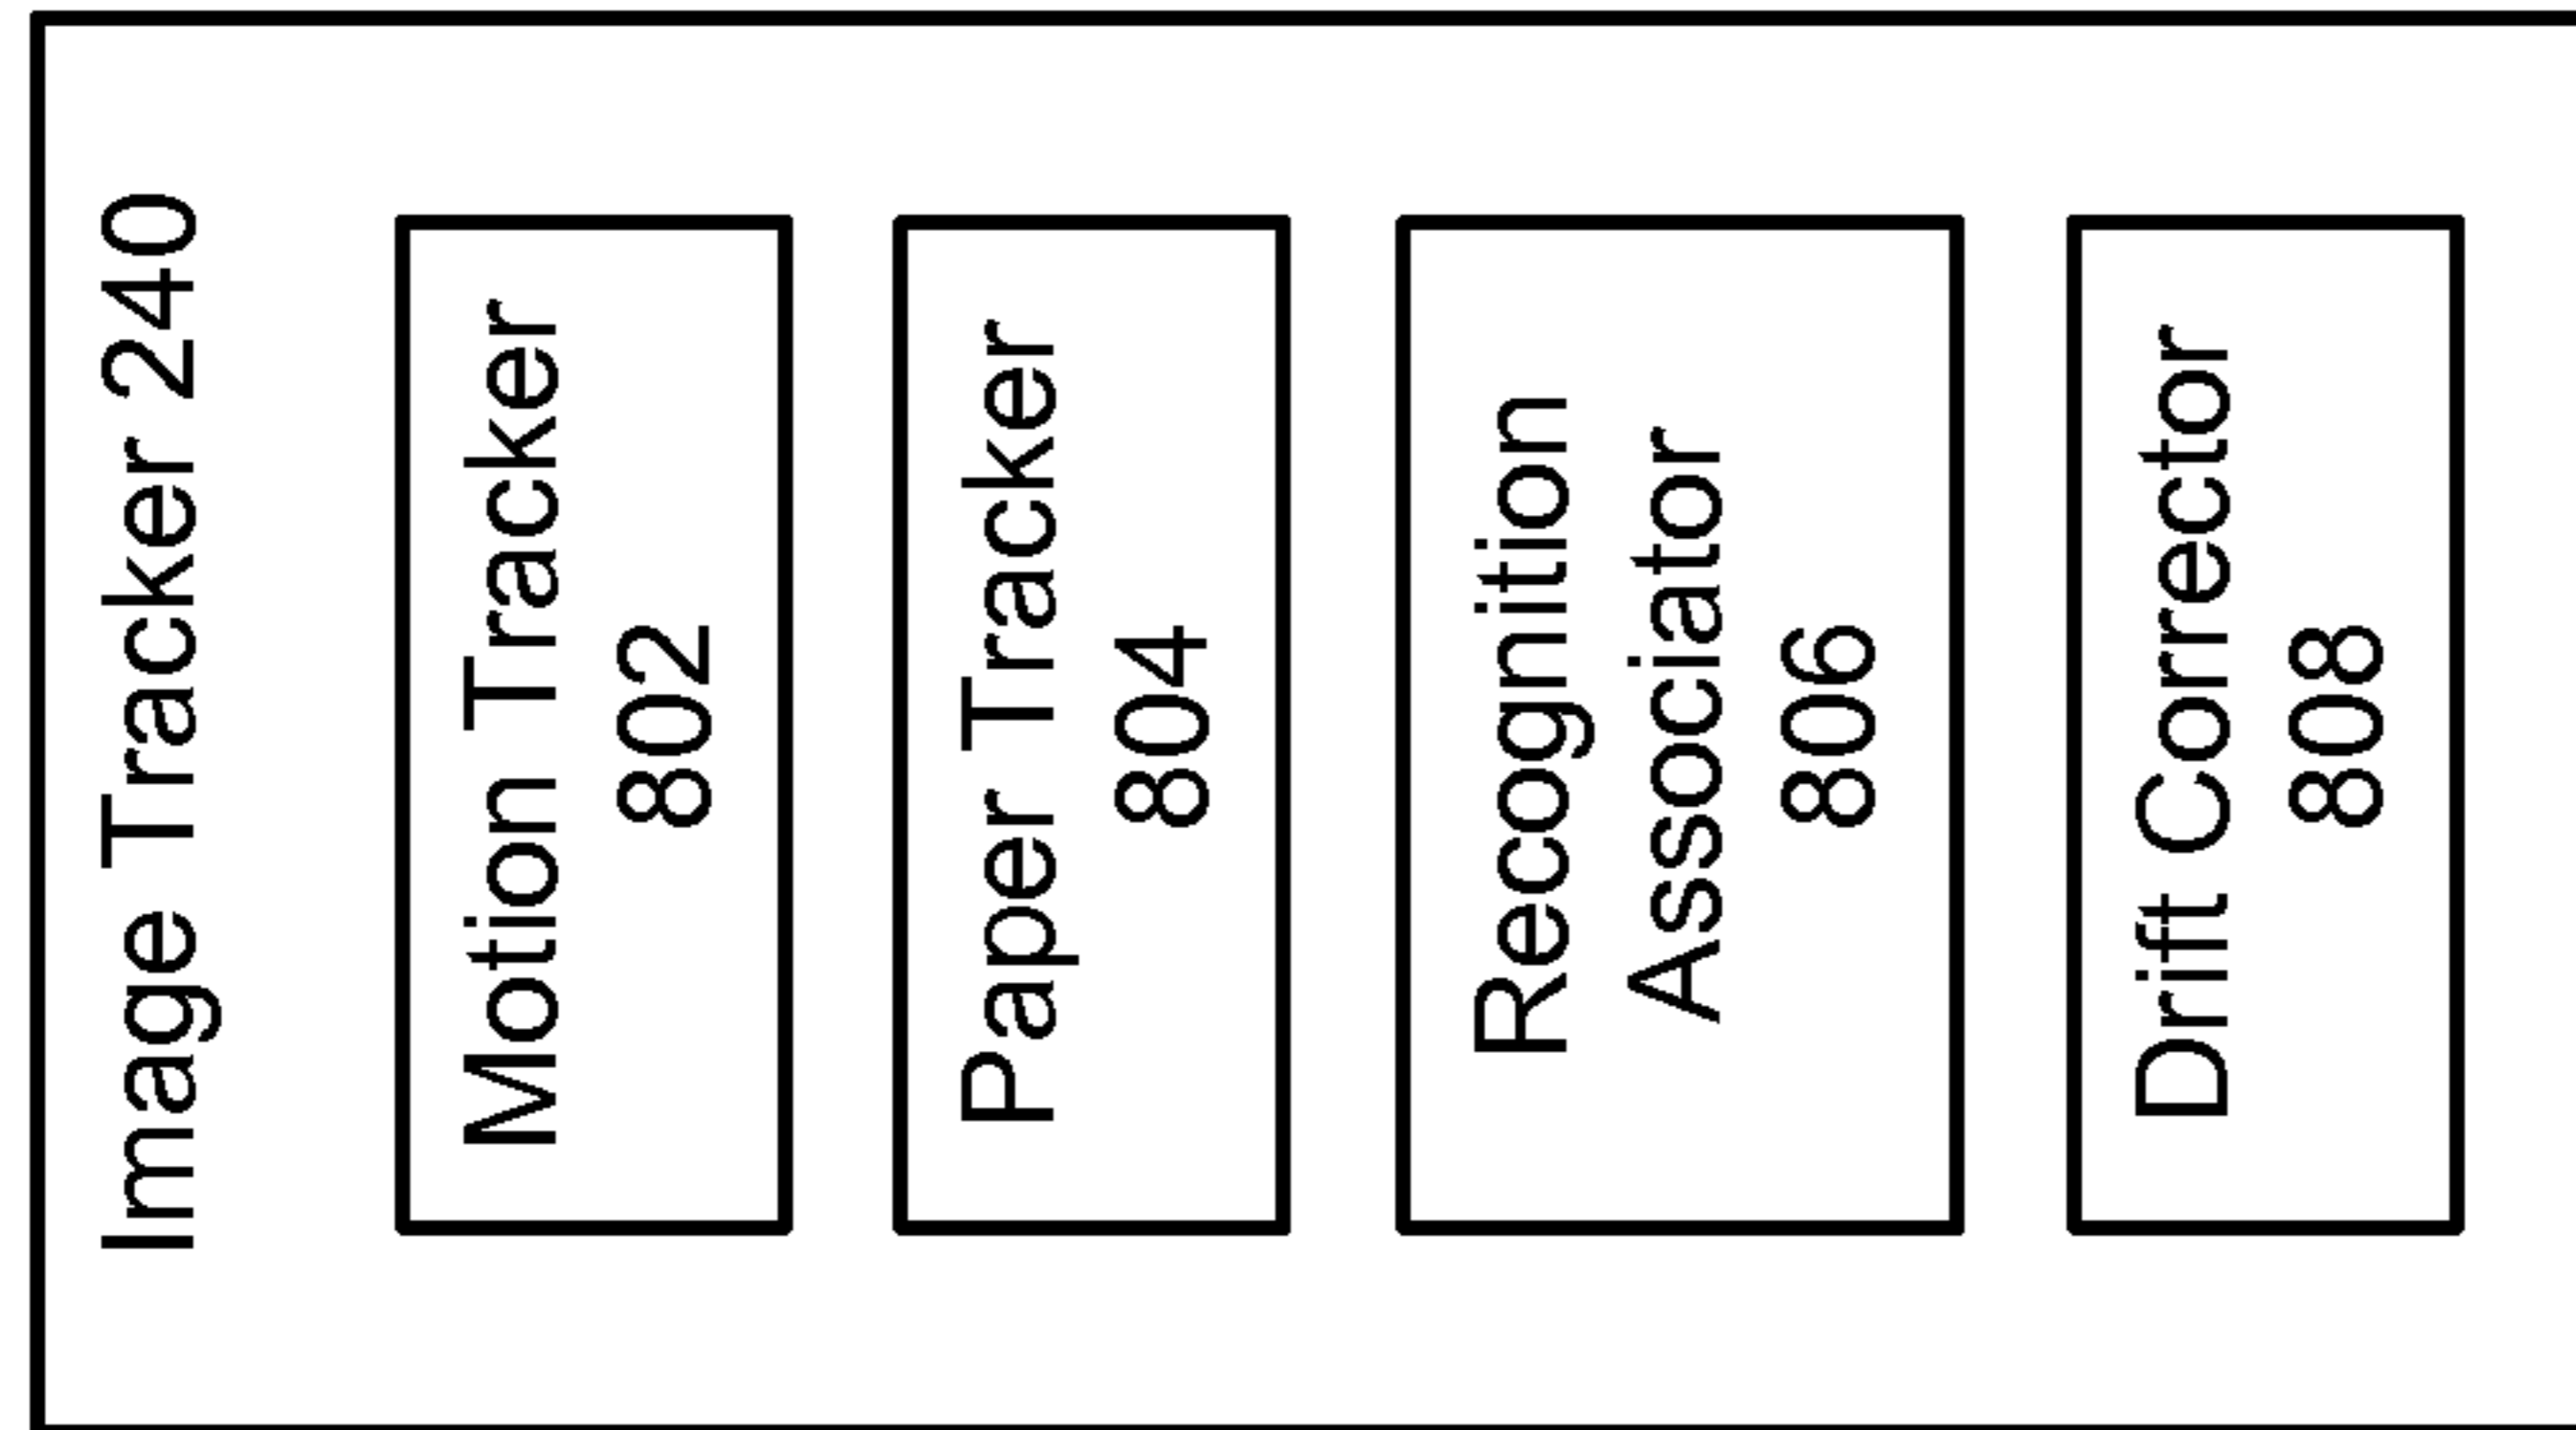 Image Tracker 240
Motion Tracker
802
Paper Tracker
804
Recognition
Associator
806
Drift Corrector
808